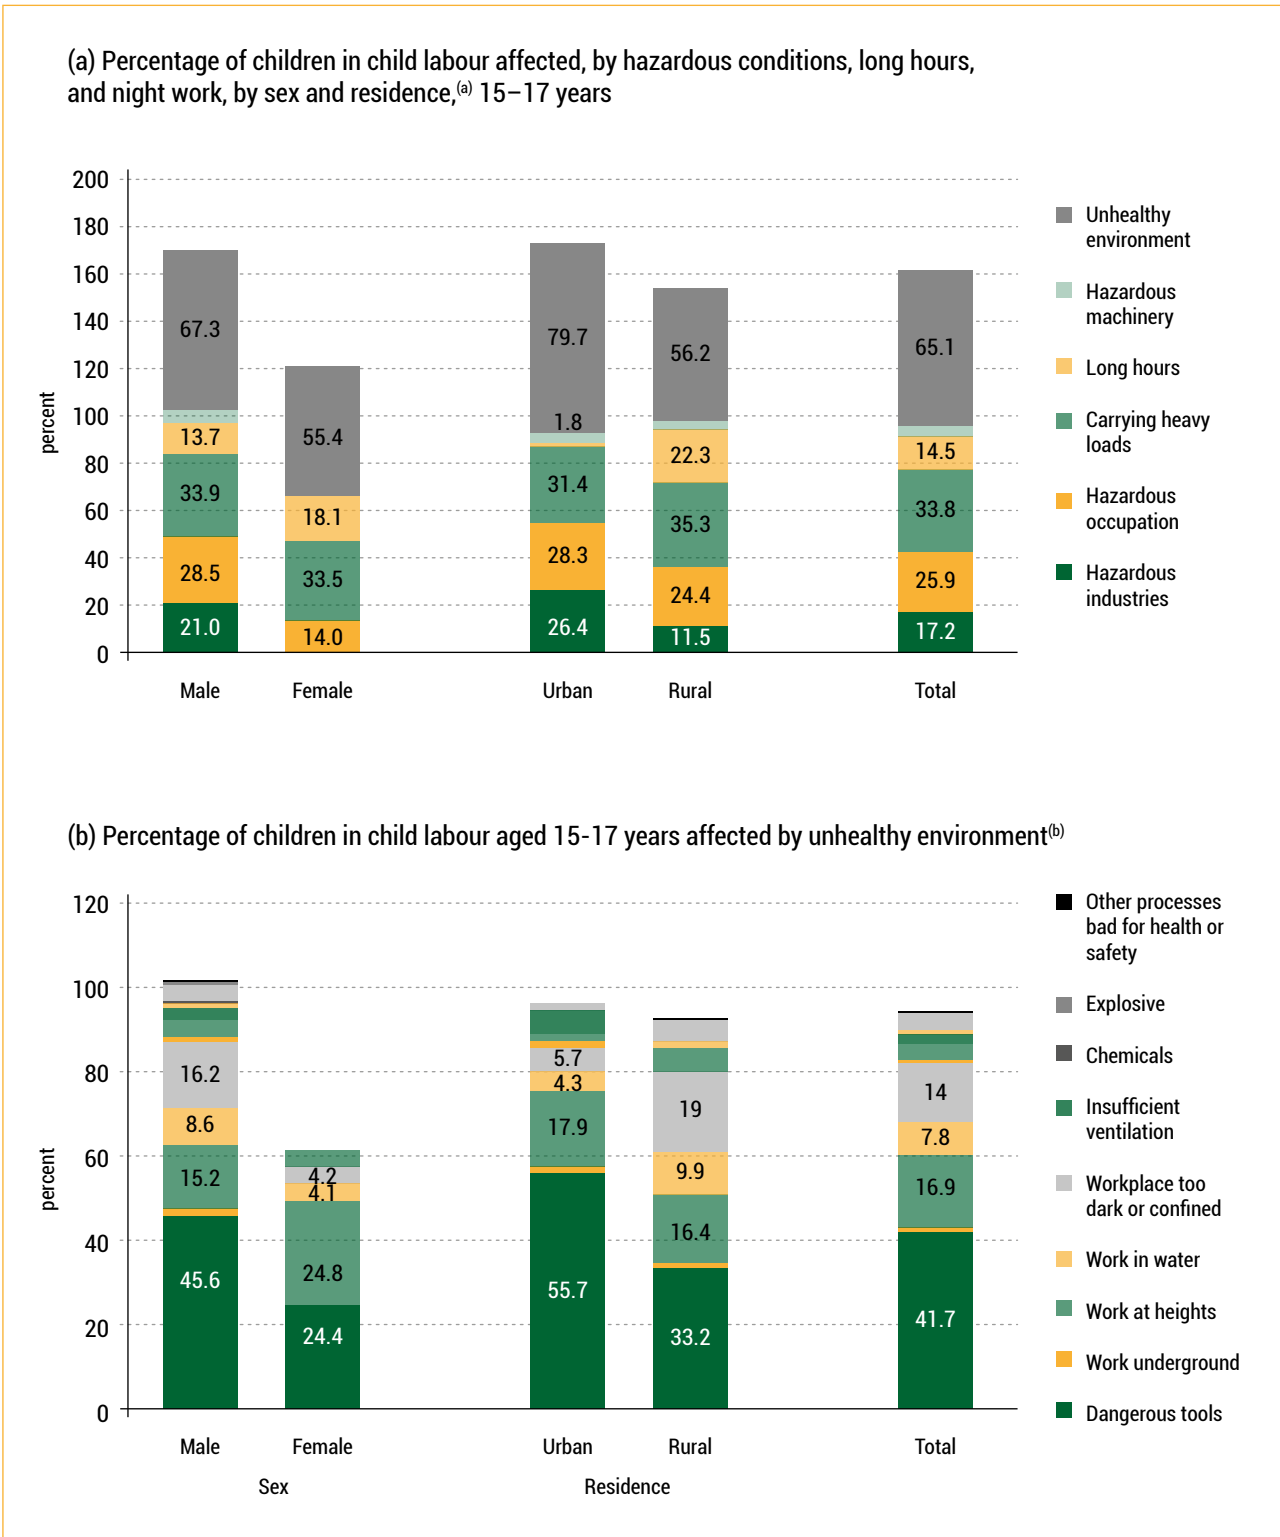 (a) Percentage of children in child labour affected, by hazardous conditions, long hours,
and night work, by sex and residence,(a) 15–17 years
200
180
160
140
120
100
80
60
40
20
0
percent
67.3
13.7
33.9
28.5
21.0
55.4
18.1
33.5
14.0
79.7
1.8
31.4
28.3
26.4
56.2
22.3
35.3
24.4
11.5
65.1
14.5
33.8
25.9
17.2
Male
Female
Urban
Rural
Total
Unhealthy
environment
Hazardous
machinery
Long hours
Carrying heavy
loads
Hazardous
occupation
Hazardous
industries
(b) Percentage of children in child labour aged 15-17 years affected by unhealthy environment(b)
120
100
80
60
40
20
0
percent
16.2
8.6
15.2
45.6
4.2
4.1
24.8
24.4
5.7
4.3
17.9
55.7
19
9.9
16.4
33.2
14
7.8
16.9
41.7
Male
Female
Urban
Rural
Total
Sex
Residence
Other processes
bad for health or
safety
Explosive
Chemicals
Insufficient
ventilation
Workplace too
dark or confined
Work in water
Work at heights
Work underground
Dangerous tools